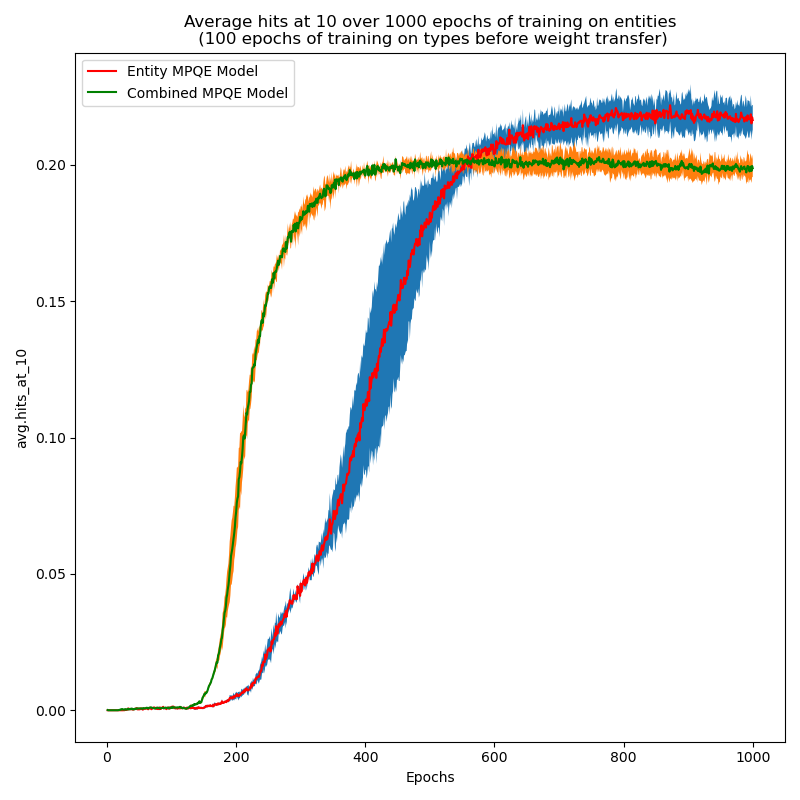 Average hits at 10 over 1000 epochs of training on entities
(100 epochs of training on types before weight transfer)
Entity MPQE Model
Combined MPQE Model
avg.hits_at_10
0.20
0.15
0.10
0.05
0.00
0 200 400 600 800 1000
Epochs